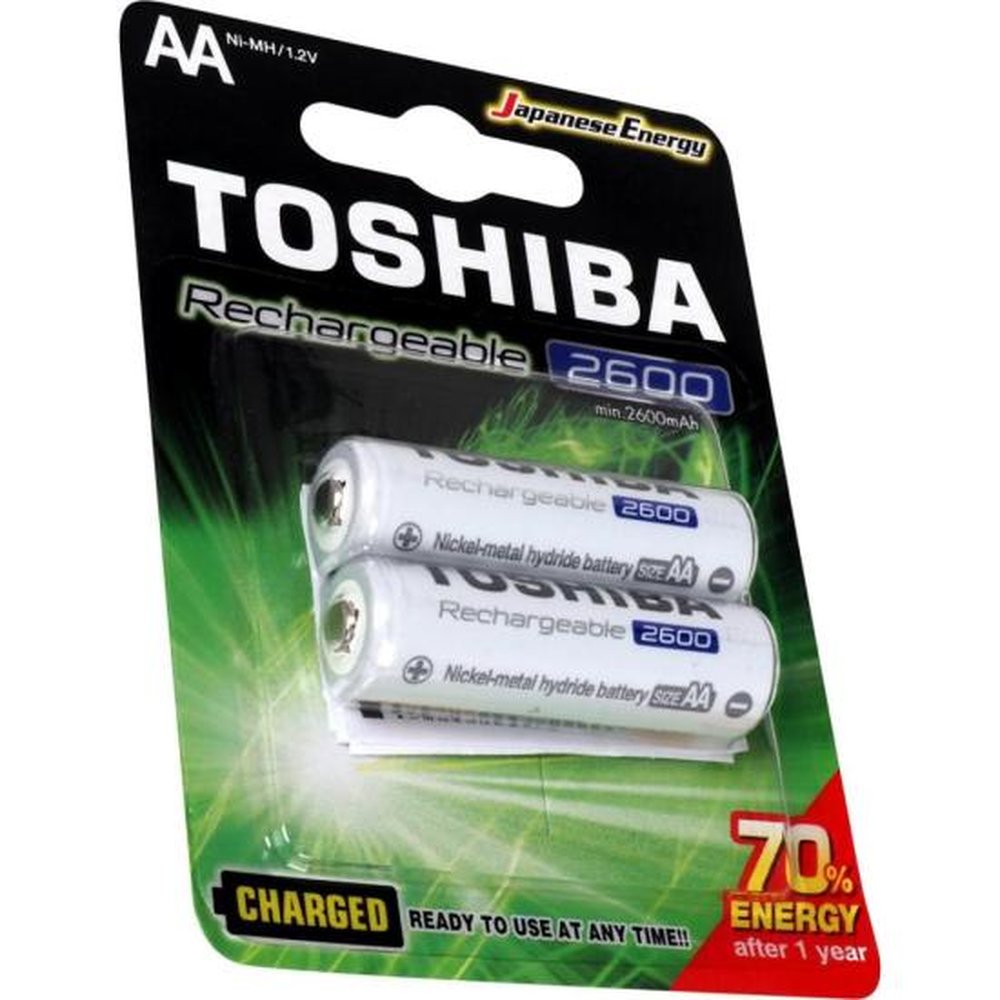 AA Ni-MH/1.2V
Japanese Energy
TOSHIBA
Rechargeable 2600
min.2600mAh
TOSHIBA
Rechargeable 2600
+ Nickel-metal hydride battery SIZE AA -
TOSHIBA
Rechargeable 2600
+ Nickel-metal hydride battery SIZE AA -
70%
ENERGY
after 1 year
CHARGED READY TO USE AT ANY TIME!!